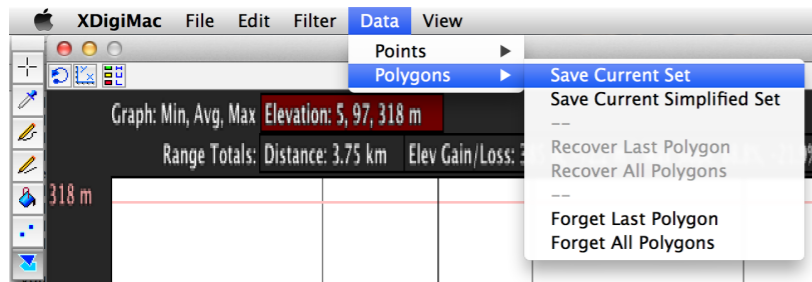 XDigiMac File Edit Filter Data View
Points
Polygons
Save Current Set
Save Current Simplified Set
--
Recover Last Polygon
Recover All Polygons
--
Forget Last Polygon
Forget All Polygons
Graph: Min, Avg, Max Elevation: 5, 97, 318 m
Range Totals: Distance: 3.75 km Elev Gain/Loss:
318 m